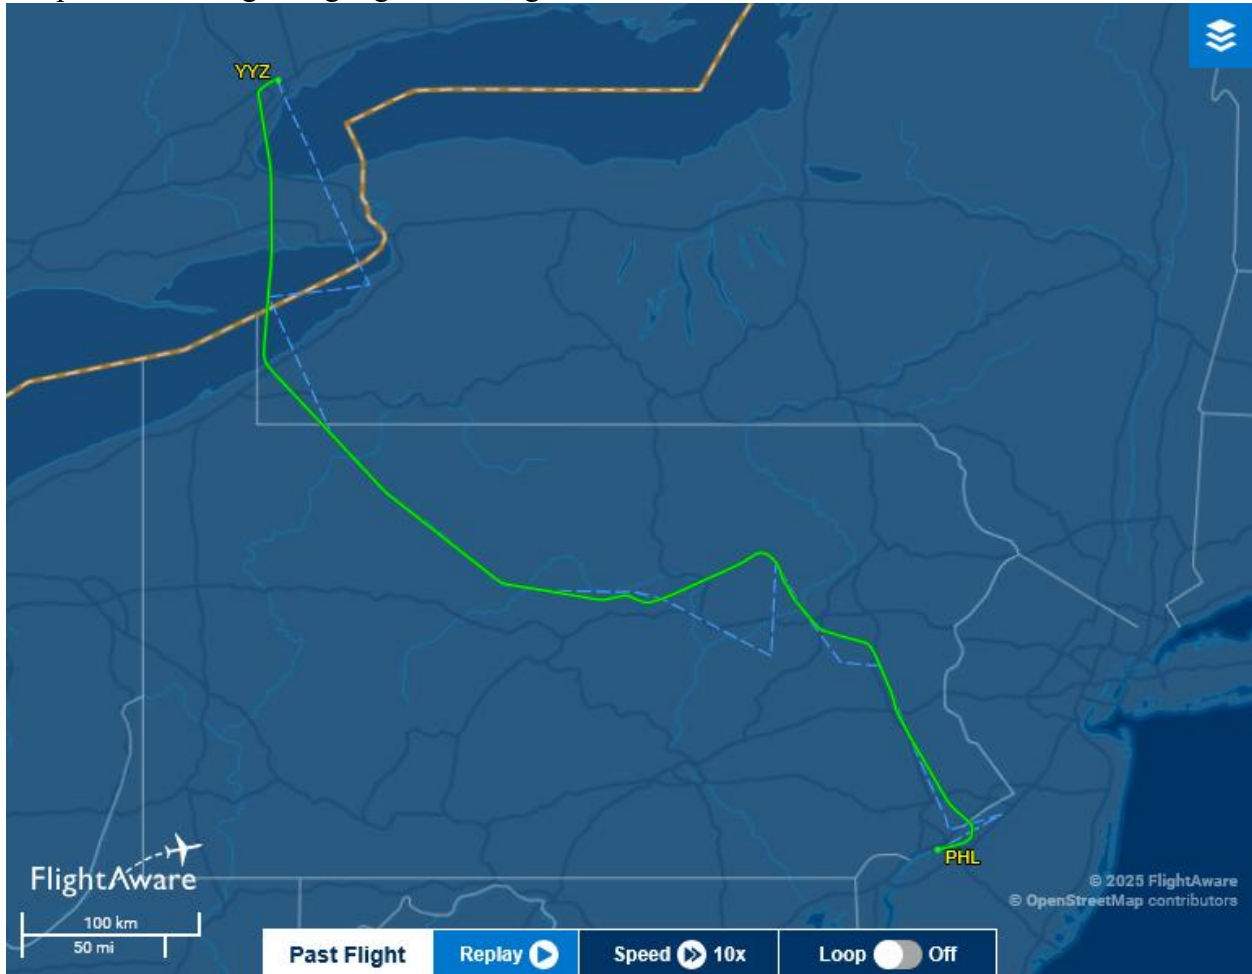 YYZ
PHL
FlightAware
© 2025 FlightAware
© OpenStreetMap contributors
100 km
50 mi
Past Flight Replay Speed 10x Loop Off